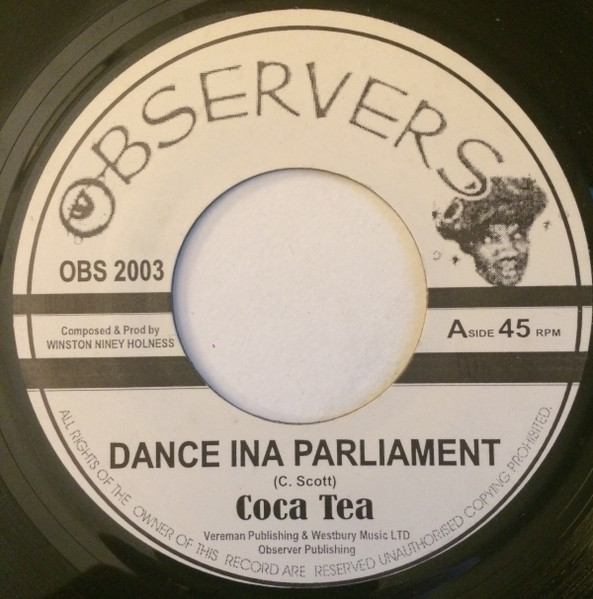 OBSERVERS
OBS 2003
Composed & Prod by
WINSTON NINEY HOLNESS
ASIDE 45 RPM
DANCE INA PARLIAMENT
(C. Scott)
Coca Tea
Vereman Publishing & Westbury Music LTD
Observer Publishing
ALL RIGHTS OF THE OWNER OF THIS RECORD ARE RESERVED UNAUTHORISED COPYING PROHIBITED.